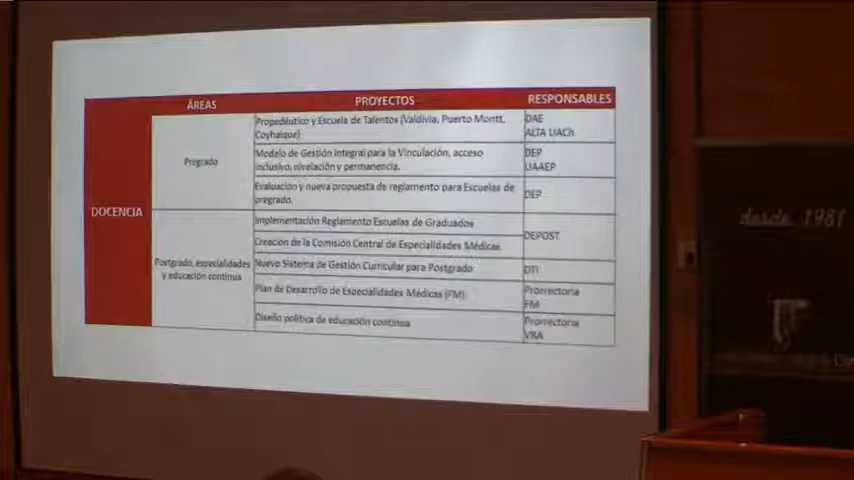 ÁREAS PROYECTOS RESPONSABLES
DOCENCIA
Pregrado
Propedéutico y Escuela de Talentos (Valdivia, Puerto Montt,
Coyhaique)
DAE
ALTA UACh
Modelo de Gestión Integral para la Vinculación, acceso
inclusivo, nivelación y permanencia.
DEP
UAAEP
Evaluación y nueva propuesta de reglamento para Escuelas de
pregrado.
DEP
Postgrado, especialidades
y educación continua
Implementación Reglamento Escuelas de Graduados
Creación de la Comisión Central de Especialidades Médicas
DEPOST
Nuevo Sistema de Gestión Curricular para Postgrado
DTI
Plan de Desarrollo de Especialidades Médicas (FM)
Prorrectoria
FM
Diseño política de educación continua
Prorrectoria
VRA
desde 1981